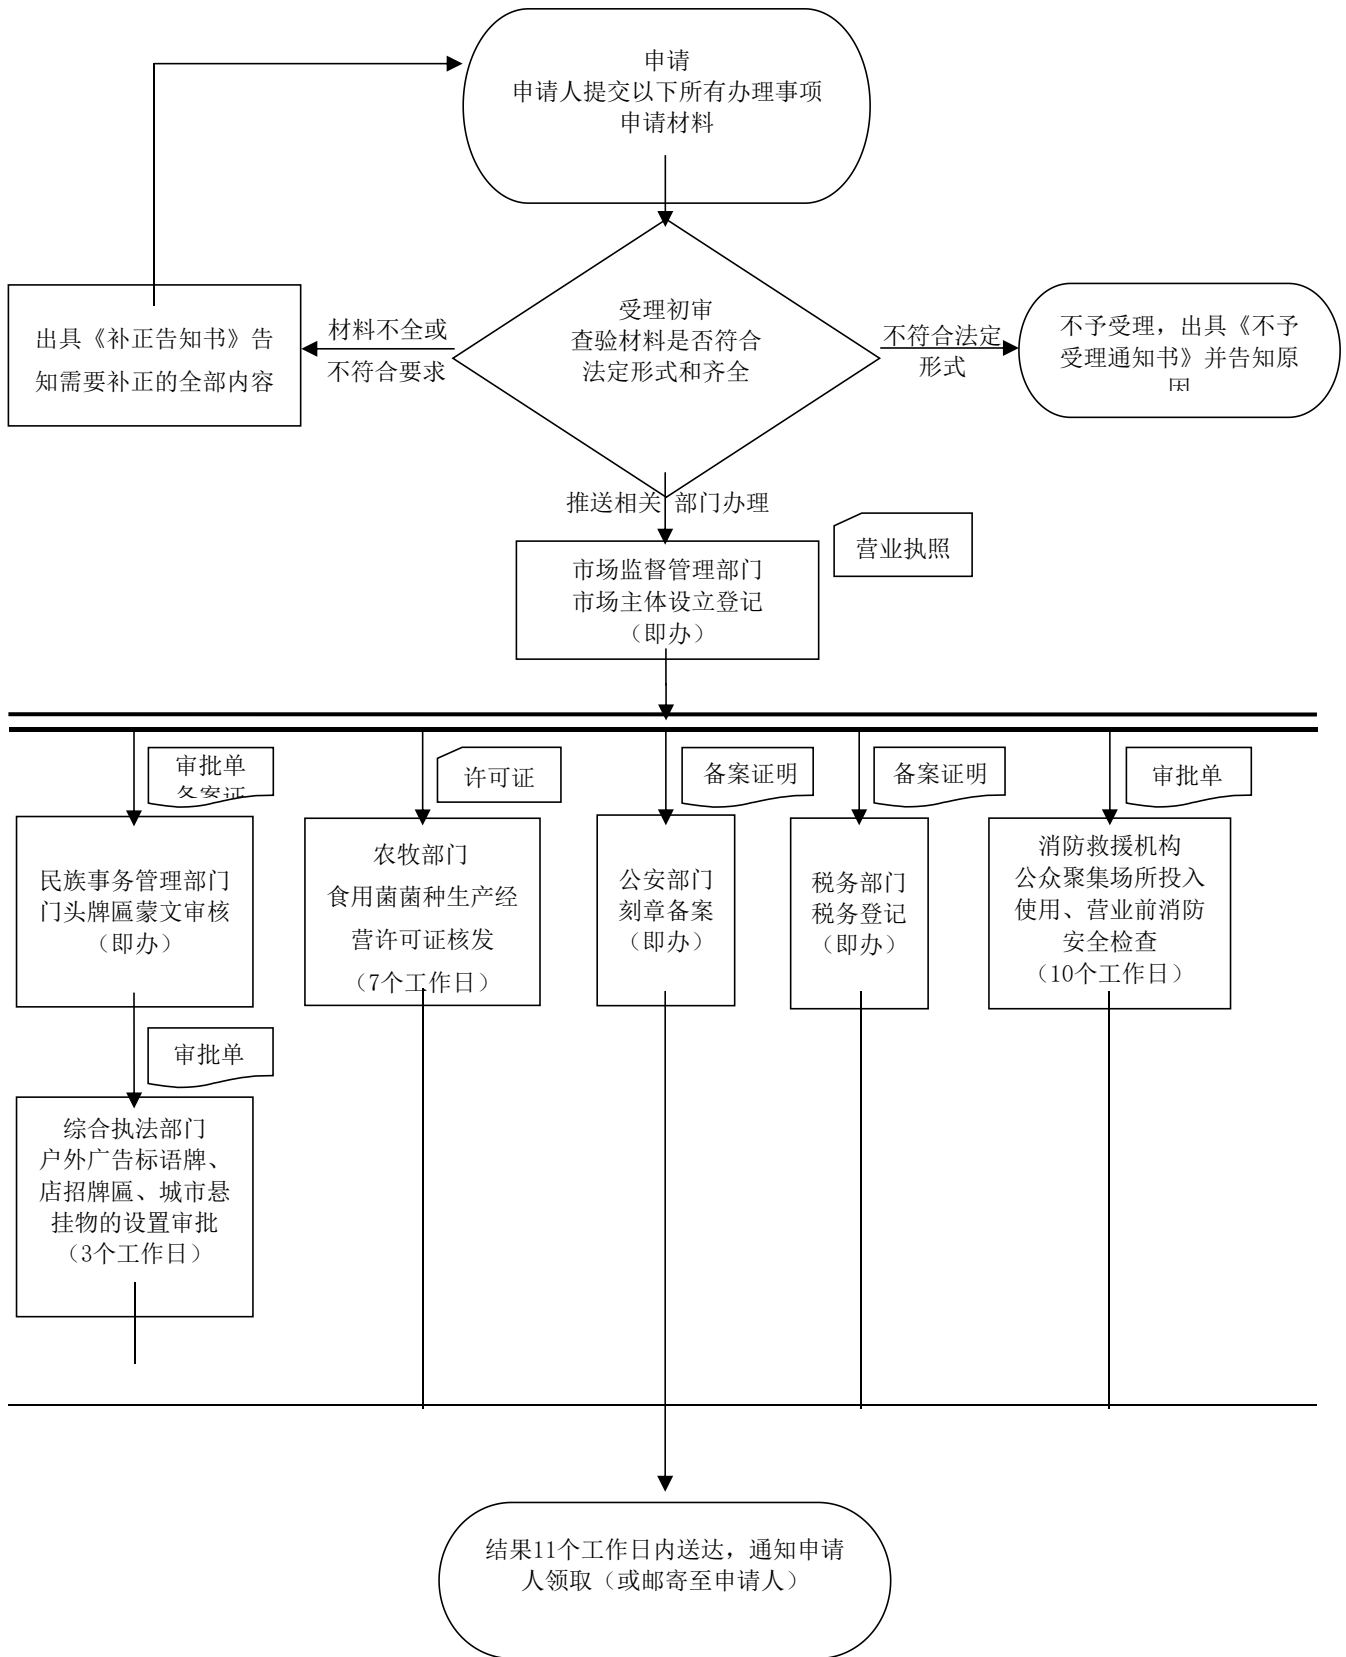 申请
申请人提交以下所有办理事项
申请材料
出具《补正告知书》告
知需要补正的全部内容
材料不全或
不符合要求
受理初审
查验材料是否符合
法定形式和齐全
不符合法定
形式
不予受理，出具《不予
受理通知书》并告知原
因
推送相关 部门办理
营业执照
市场监督管理部门
市场主体设立登记
（即办）
审批单
备案证
许可证
备案证明
备案证明
审批单
民族事务管理部门
门头牌匾蒙文审核
（即办）
农牧部门
食用菌菌种生产经
营许可证核发
（7个工作日）
公安部门
刻章备案
（即办）
税务部门
税务登记
（即办）
消防救援机构
公众聚集场所投入
使用、营业前消防
安全检查
（10个工作日）
审批单
综合执法部门
户外广告标语牌、
店招牌匾、城市悬
挂物的设置审批
（3个工作日）
结果11个工作日内送达，通知申请
人领取（或邮寄至申请人）